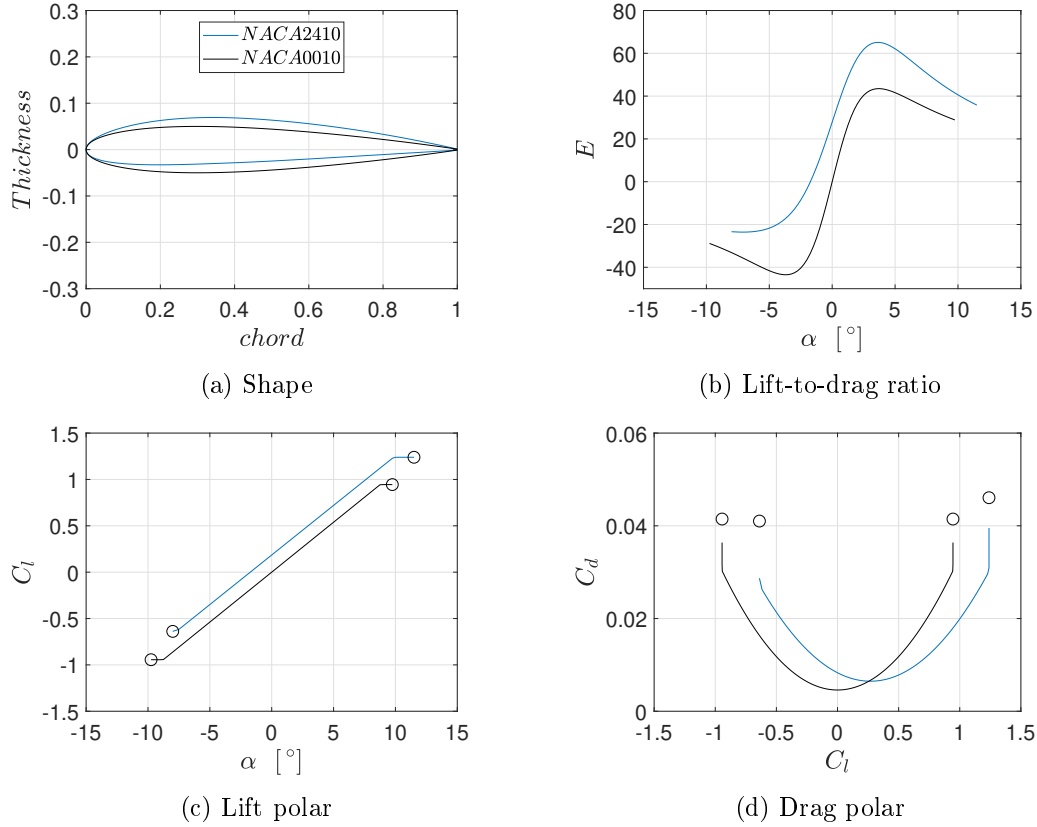 0.3
0.2
0.1
0
-0.1
-0.2
-0.3
Thickness
NACA2410
NACA0010
0 0.2 0.4 0.6 0.8 1
chord
(a) Shape
80
60
40
20
0
-20
-40
E
-15 -10 -5 0 5 10 15
α [°]
(b) Lift-to-drag ratio
1.5
1
0.5
0
-0.5
-1
-1.5
C_l
-15 -10 -5 0 5 10 15
α [°]
(c) Lift polar
0.06
0.04
0.02
0
C_d
-1.5 -1 -0.5 0 0.5 1 1.5
C_l
(d) Drag polar